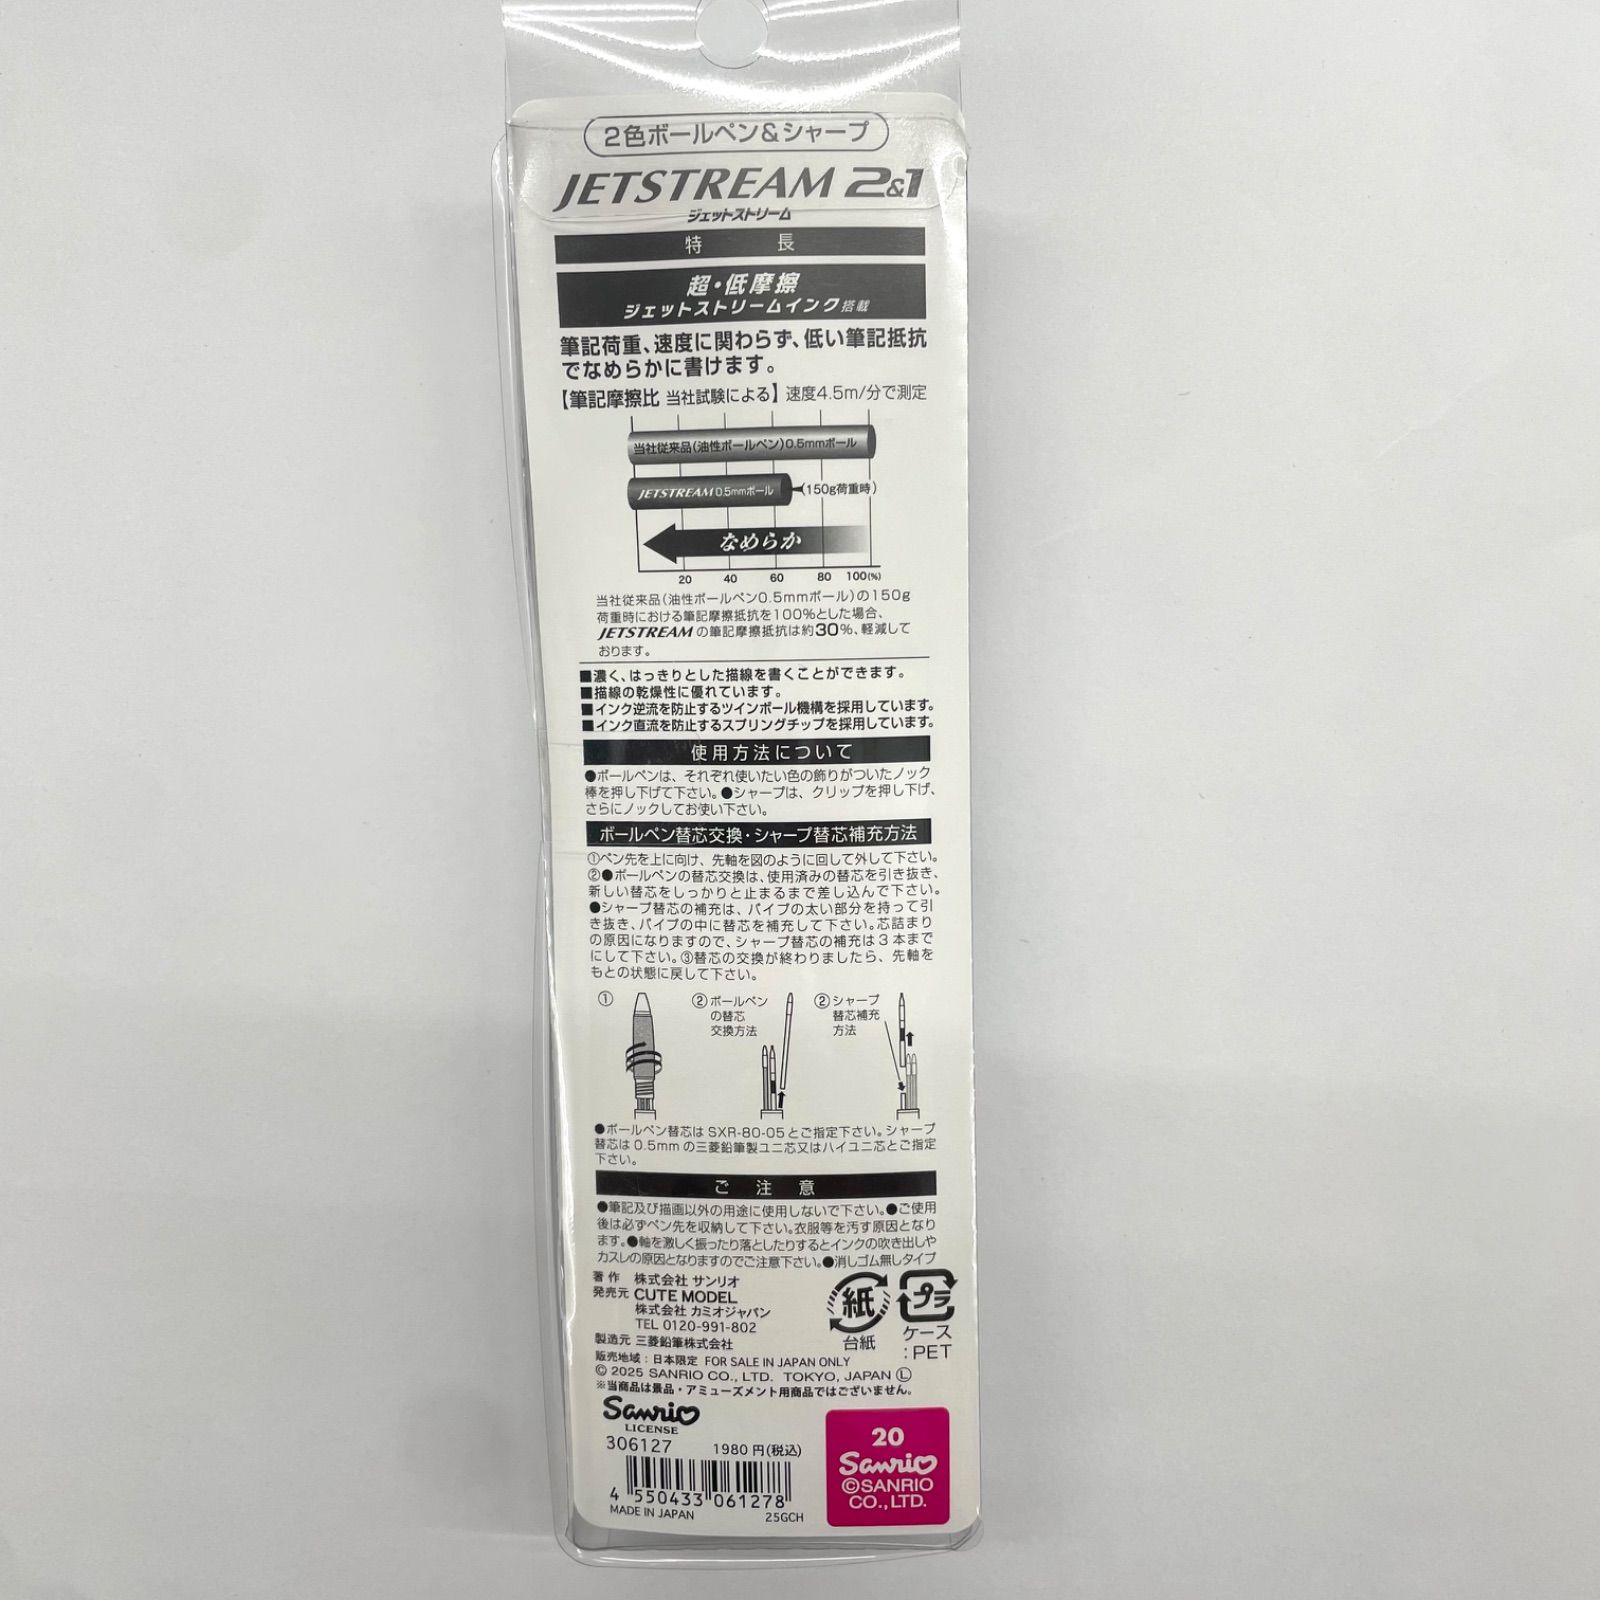 2色ボールペン&シャープ
JETSTREAM 2&1
ジェットストリーム
特長
超・低摩擦
ジェットストリームインク搭載
筆記荷重、速度に関わらず、低い筆記抵抗
でなめらかに書けます。
【筆記摩擦比 当社試験による】速度4.5m/分で測定
当社従来品(油性ボールペン)0.5mmボール
JETSTREAM 0.5mmボール (150g荷重時)
なめらか
20 40 60 80 100(%)
当社従来品(油性ボールペン0.5mmボール)の150g
荷重時における筆記摩擦抵抗を100%とした場合、
JETSTREAMの筆記摩擦抵抗は約30%、軽減して
おります。
■濃く、はっきりとした描線を書くことができます。
■描線の乾燥性に優れています。
■インク逆流を防止するツインボール機構を採用しています。
■インク直流を防止するスプリングチップを採用しています。
使用方法について
●ボールペンは、それぞれ使いたい色の飾りがついたノック
棒を押し下げて下さい。●シャープは、クリップを押し下げ、
さらにノックしてお使い下さい。
ボールペン替芯交換・シャープ替芯補充方法
①ペン先を上に向け、先軸を図のように回して外して下さい。
②●ボールペンの替芯交換は、使用済みの替芯を引き抜き、
新しい替芯をしっかりと止まるまで差し込んで下さい。
●シャープ替芯の補充は、パイプの太い部分を持って引
き抜き、パイプの中に替芯を補充して下さい。芯詰まり
の原因になりますので、シャープ替芯の補充は3本まで
にして下さい。③替芯の交換が終わりましたら、先軸を
もとの状態に戻して下さい。
①
②ボールペン
の替芯
交換方法
②シャープ
替芯補充
方法
●ボールペン替芯はSXR-80-05とご指定下さい。シャープ
替芯は0.5mmの三菱鉛筆製ユニ芯又はハイユニ芯とご指定
下さい。
ご注意
●筆記及び描画以外の用途に使用しないで下さい。●ご使用
後は必ずペン先を収納して下さい。衣服等を汚す原因となり
ます。●軸を激しく振ったり落としたりするとインクの吹き出しや
カスレの原因となりますのでご注意下さい。●消しゴム無しタイプ
著作 株式会社 サンリオ
発売元 CUTE MODEL
株式会社 カミオジャパン
TEL 0120-991-802
製造元 三菱鉛筆株式会社
紙
台紙
プラ
ケース
:PET
販売地域：日本限定 FOR SALE IN JAPAN ONLY
© 2025 SANRIO CO., LTD. TOKYO, JAPAN Ⓛ
※当商品は景品・アミューズメント用商品ではございません。
Sanrio
LICENSE
306127 1980円(税込)
4 550433 061278
MADE IN JAPAN 25GCH
20
Sanrio
©SANRIO
CO.,LTD.